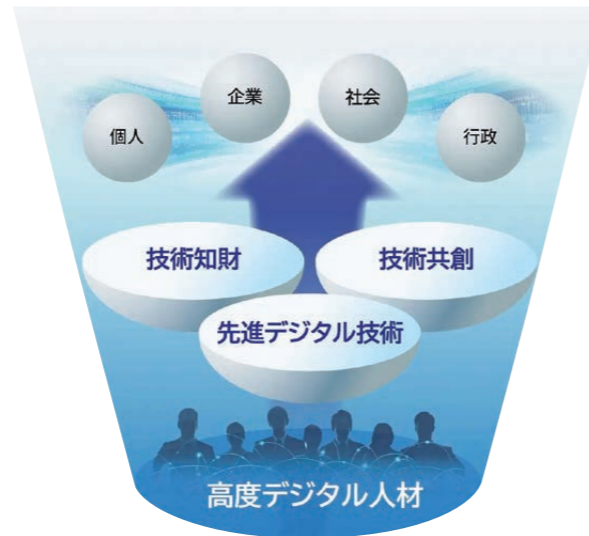 企業
社会
個人
行政
技術知財
技術共創
先進デジタル技術
高度デジタル人材